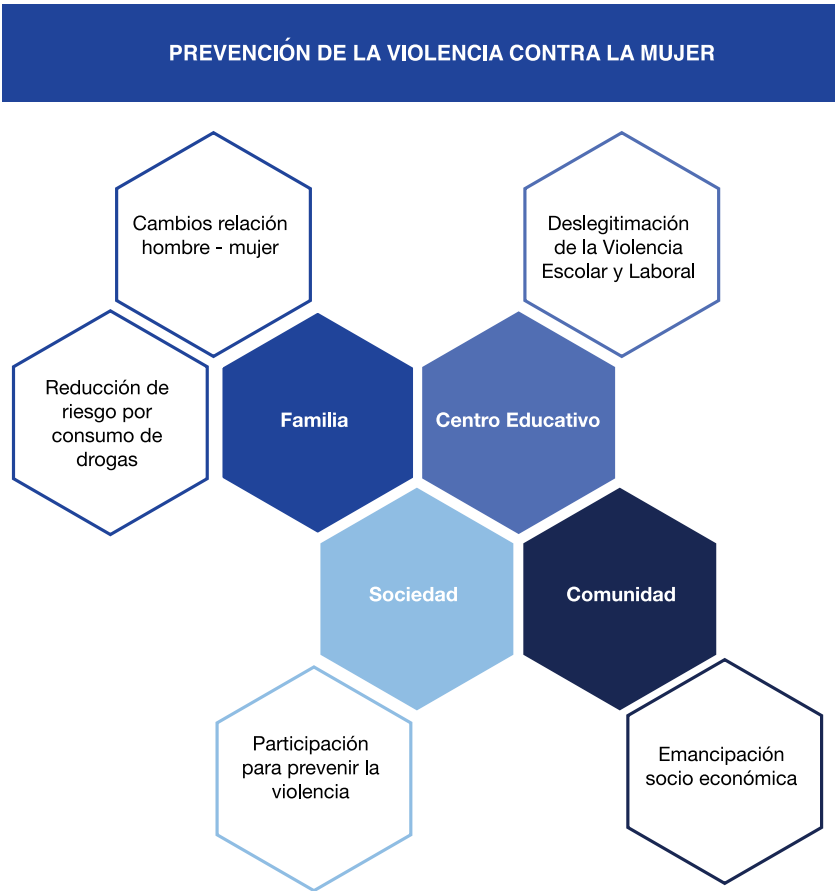 PREVENCIÓN DE LA VIOLENCIA CONTRA LA MUJER
Cambios relación
hombre - mujer
Deslegitimación
de la Violencia
Escolar y Laboral
Reducción de
riesgo por
consumo de
drogas
Familia
Centro Educativo
Sociedad
Comunidad
Participación
para prevenir la
violencia
Emancipación
socio económica